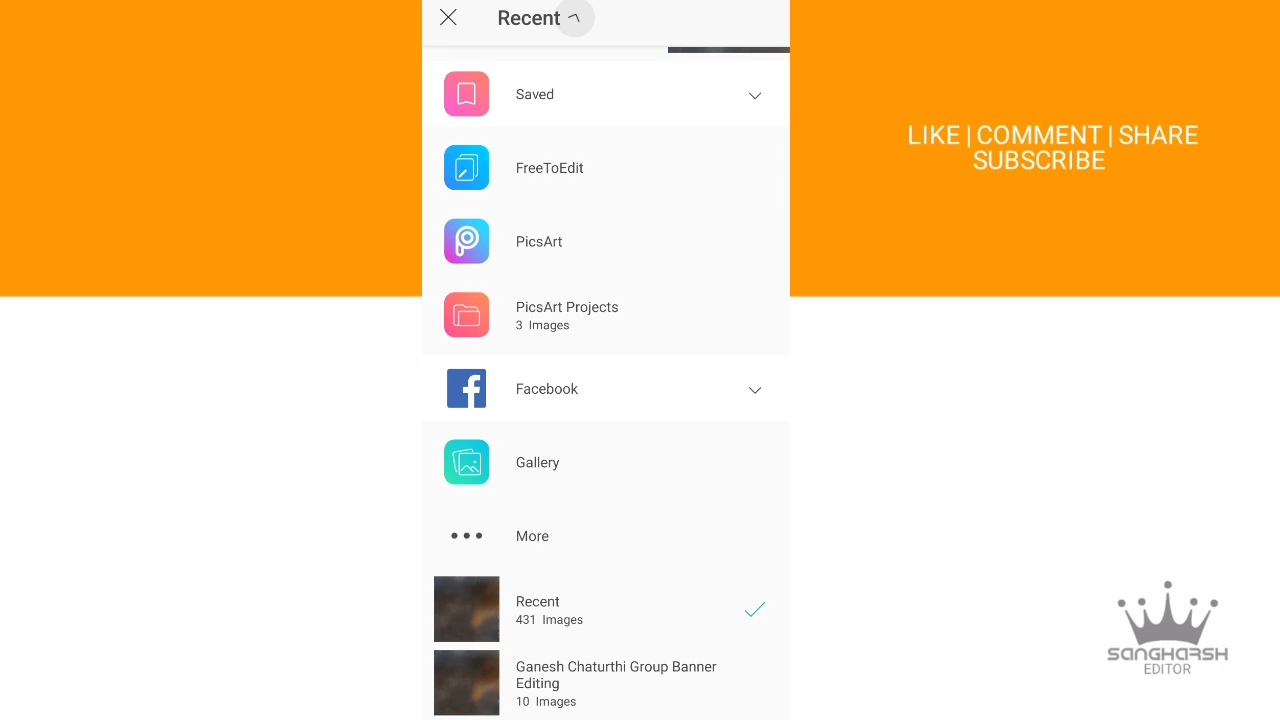 Recent
Saved
FreeToEdit
PicsArt
PicsArt Projects
3 Images
Facebook
Gallery
More
Recent
431 Images
Ganesh Chaturthi Group Banner
Editing
10 Images
LIKE | COMMENT | SHARE
SUBSCRIBE
SANGHARSH
EDITOR